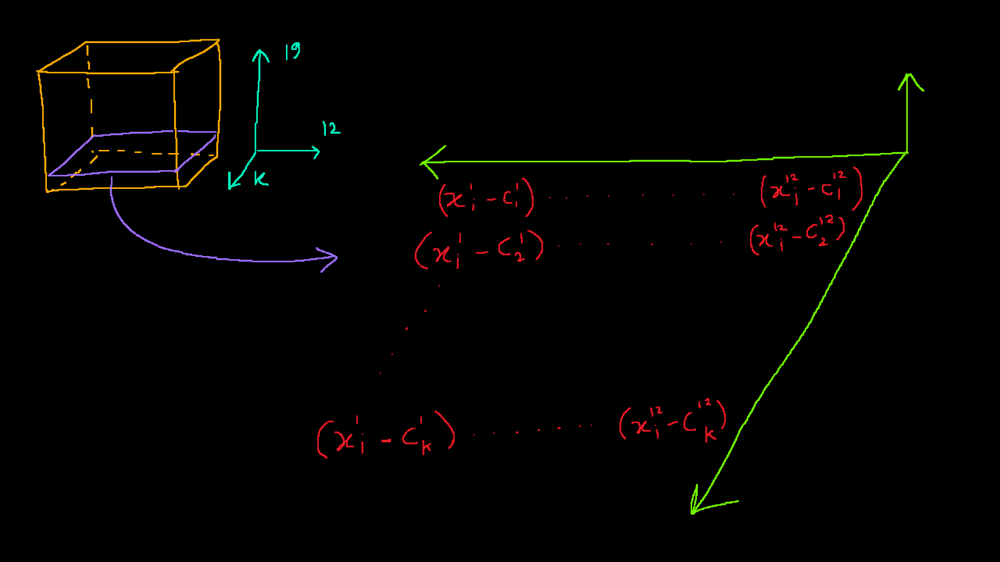 19
12
k
(x¹ᵢ - C¹₁) . . . . . . . . (x¹²ᵢ - C¹²₁)
(x¹ᵢ - C¹₂) . . . . . . (x¹²ᵢ - C¹²₂)
(x¹ᵢ - C¹ₖ) . . . . . . . (x¹²ᵢ - C¹²ₖ)